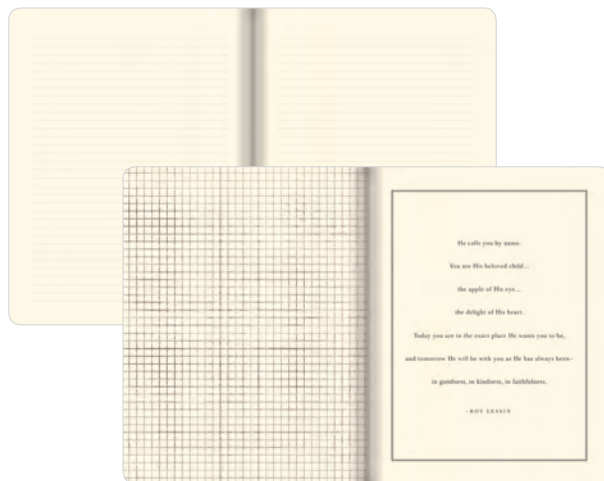 He calls you by name.
You are His beloved child...
the apple of His eye...
the delight of His heart.
Today you are in the exact place He wants you to be,
and tomorrow He will be with you as He has always been–
in goodness, in kindness, in faithfulness.
–ROY LESSIN